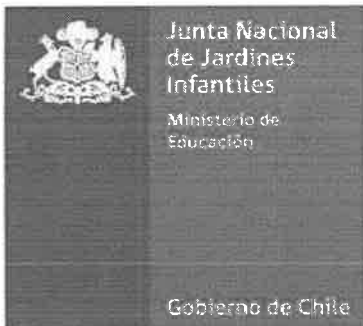 Junta Nacional
de Jardines
Infantiles
Ministerio de
Educación
Gobierno de Chile